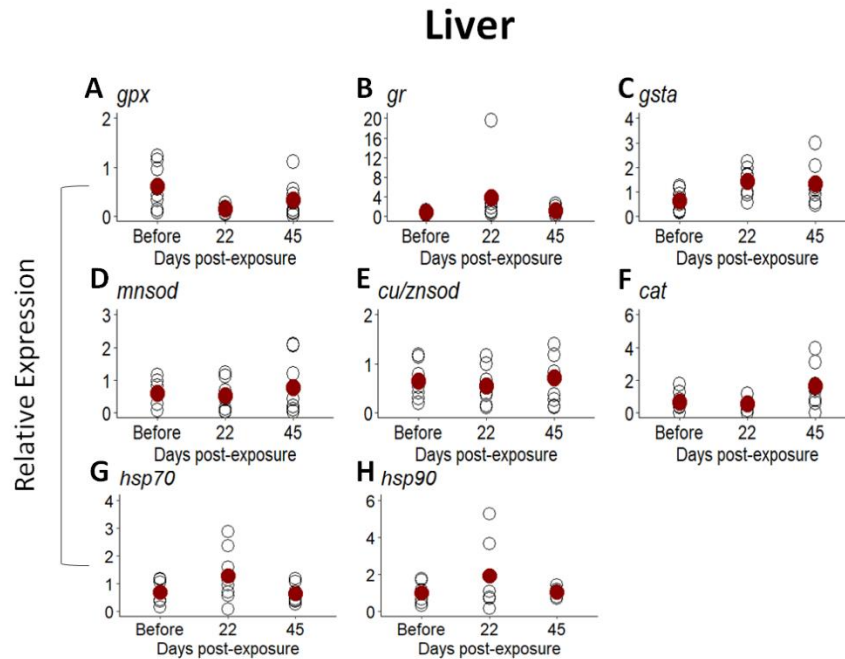 Liver
A gpx
B gr
C gsta
2
1
0
20
16
12
8
4
0
4
3
2
1
0
Before 22 45
Before 22 45
Before 22 45
Days post-exposure
Days post-exposure
Days post-exposure
Relative Expression
D mnsod
E cu/znsod
F cat
3
2
1
0
2
1
0
6
4
2
0
Before 22 45
Before 22 45
Before 22 45
Days post-exposure
Days post-exposure
Days post-exposure
G hsp70
H hsp90
4
3
2
1
0
6
4
2
0
Before 22 45
Before 22 45
Days post-exposure
Days post-exposure